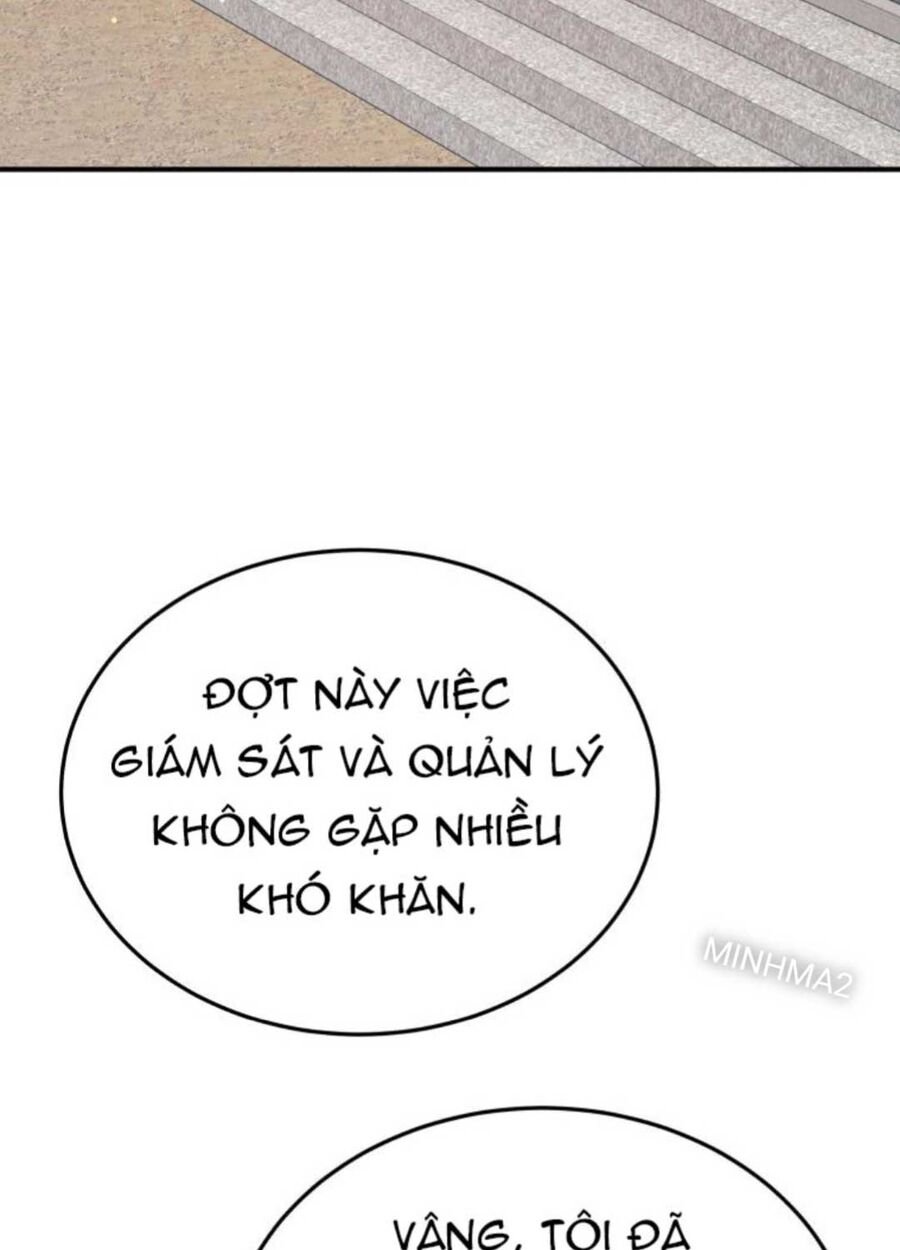 ĐỢT NÀY VIỆC
GIÁM SÁT VÀ QUẢN LÝ
KHÔNG GẶP NHIỀU
KHÓ KHĂN.
MINHMA2
VÂNG, TÔI ĐÃ